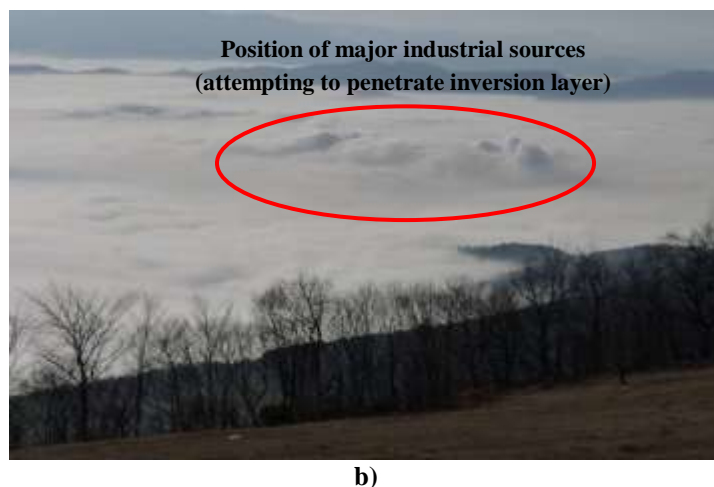 Position of major industrial sources
(attempting to penetrate inversion layer)
b)